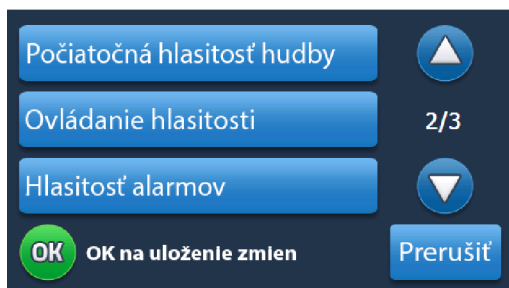 Počiatočná hlasitosť hudby
Ovládanie hlasitosti
2/3
Hlasitosť alarmov
OK OK na uloženie zmien
Prerušiť